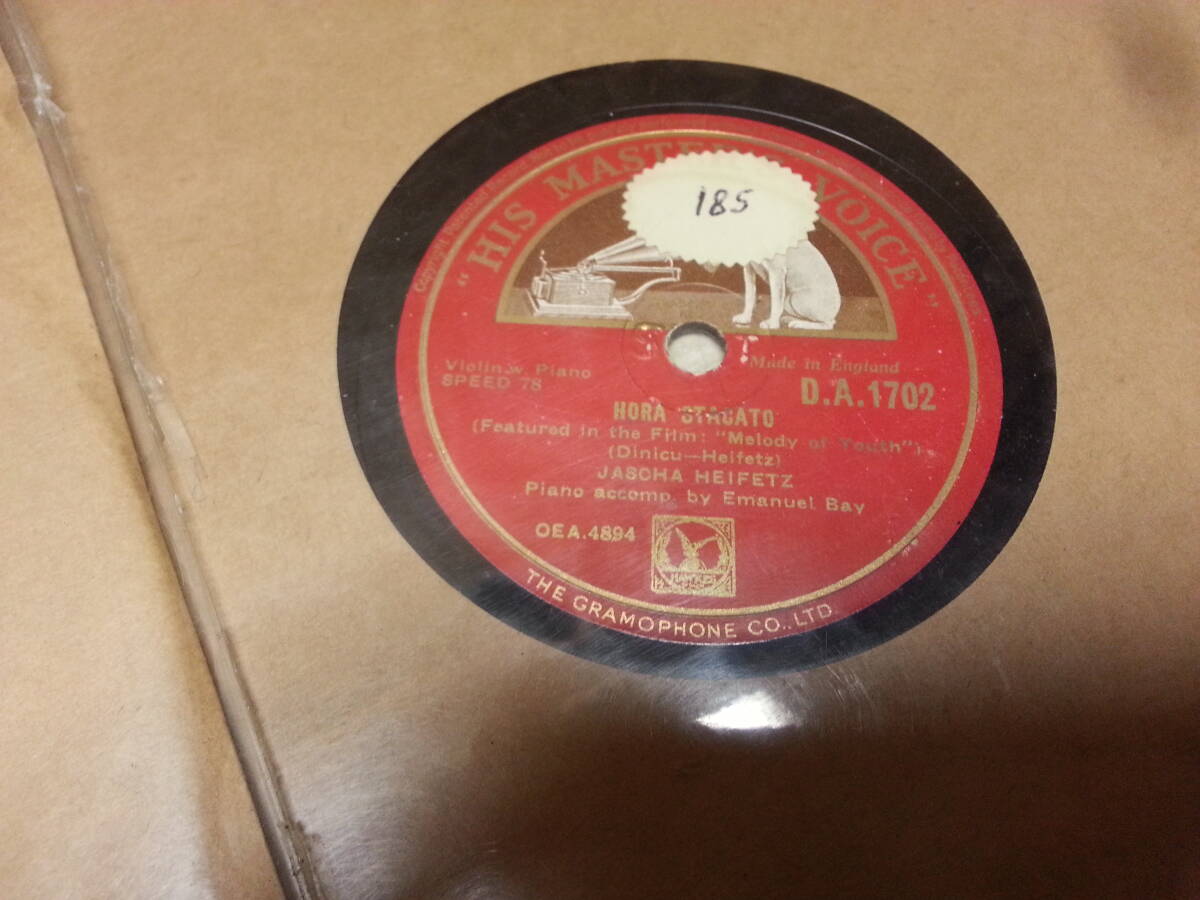 "HIS MASTER'S VOICE"
185
Violin w. Piano
SPEED 78
Made in England
D.A.1702
HORA STACATO
(Featured in the Film: "Melody of Youth")
(Dinicu—Heifetz)
JASCHA HEIFETZ
Piano accomp. by Emanuel Bay
OEA.4894
THE GRAMOPHONE CO., LTD.